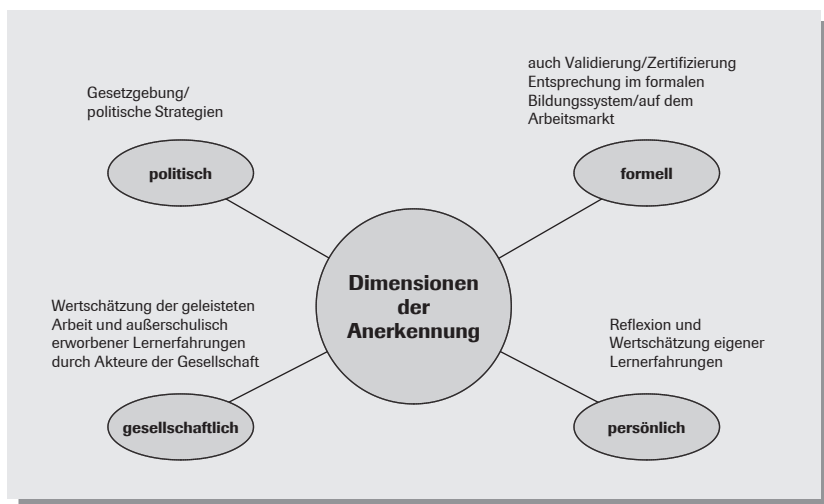 Gesetzgebung/
politische Strategien
politisch
auch Validierung/Zertifizierung
Entsprechung im formalen
Bildungssystem/auf dem
Arbeitsmarkt
formell
Dimensionen
der
Anerkennung
Wertschätzung der geleisteten
Arbeit und außerschulisch
erworbener Lernerfahrungen
durch Akteure der Gesellschaft
gesellschaftlich
Reflexion und
Wertschätzung eigener
Lernerfahrungen
persönlich